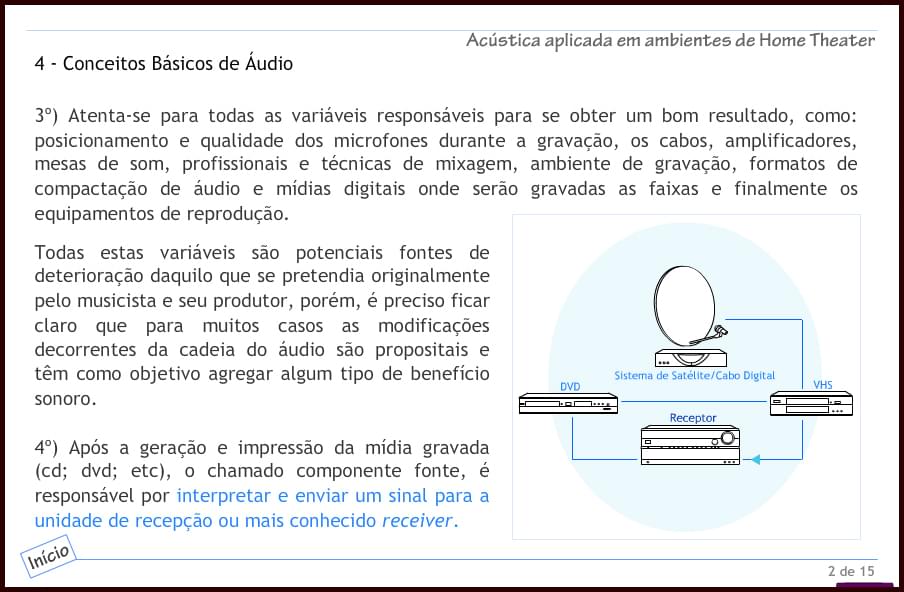 Acústica aplicada em ambientes de Home Theater
4 - Conceitos Básicos de Áudio
3º) Atenta-se para todas as variáveis responsáveis para se obter um bom resultado, como:
posicionamento e qualidade dos microfones durante a gravação, os cabos, amplificadores,
mesas de som, profissionais e técnicas de mixagem, ambiente de gravação, formatos de
compactação de áudio e mídias digitais onde serão gravadas as faixas e finalmente os
equipamentos de reprodução.
Todas estas variáveis são potenciais fontes de
deterioração daquilo que se pretendia originalmente
pelo musicista e seu produtor, porém, é preciso ficar
claro que para muitos casos as modificações
decorrentes da cadeia do áudio são propositais e
têm como objetivo agregar algum tipo de benefício
sonoro.
4º) Após a geração e impressão da mídia gravada
(cd; dvd; etc), o chamado componente fonte, é
responsável por interpretar e enviar um sinal para a
unidade de recepção ou mais conhecido receiver.
Sistema de Satélite/Cabo Digital
DVD
VHS
Receptor
Início
2 de 15